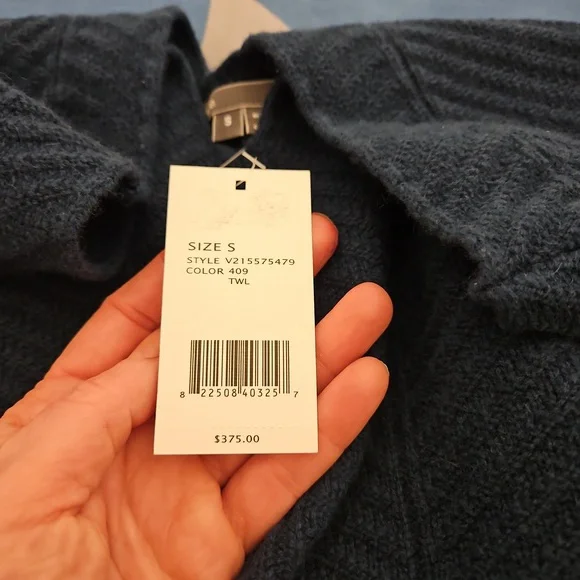 S
SIZE S
STYLE V215575479
COLOR 409
TWL
8 22508 40325 7
$375.00